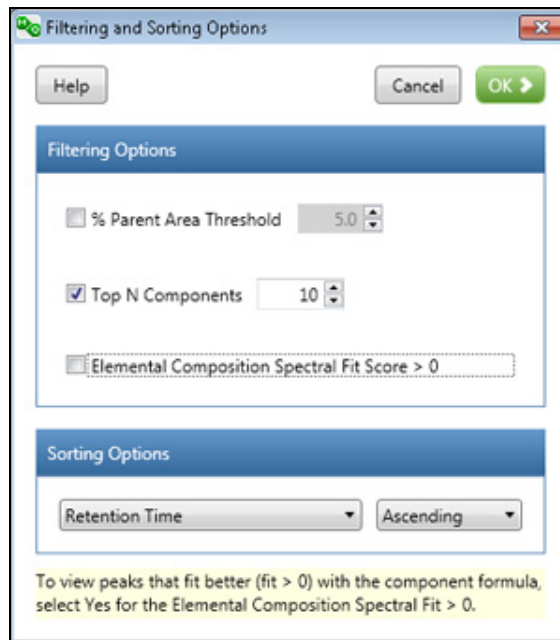 Filtering and Sorting Options
Help
Cancel
OK
Filtering Options
% Parent Area Threshold
5.0
Top N Components
10
Elemental Composition Spectral Fit Score > 0
Sorting Options
Retention Time
Ascending
To view peaks that fit better (fit > 0) with the component formula,
select Yes for the Elemental Composition Spectral Fit > 0.